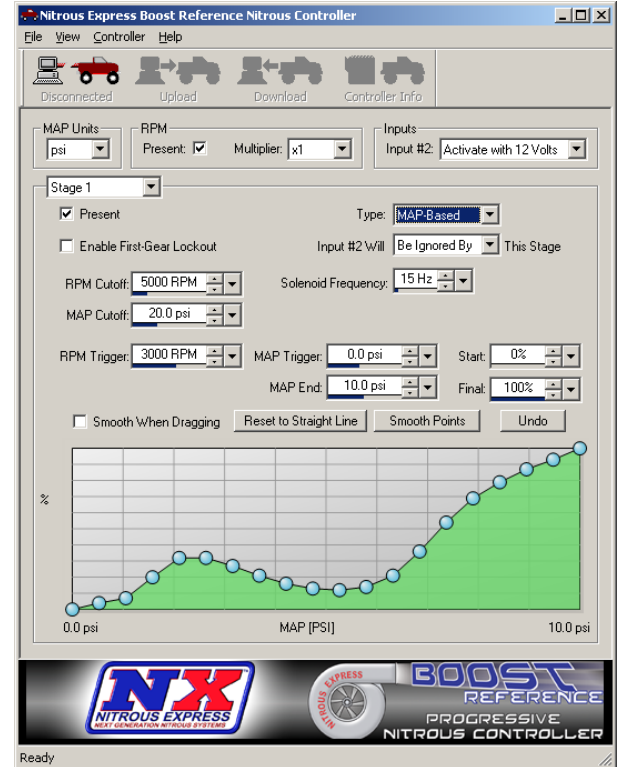 Nitrous Express Boost Reference Nitrous Controller
File View Controller Help
Disconnected Upload Download Controller Info
MAP Units RPM Inputs
psi Present: Multiplier: x1 Input #2: Activate with 12 Volts
Stage 1
Present Type: MAP-Based
Enable First-Gear Lockout Input #2 Will Be Ignored By This Stage
RPM Cutoff: 5000 RPM Solenoid Frequency: 15 Hz
MAP Cutoff: 20.0 psi
RPM Trigger: 3000 RPM MAP Trigger: 0.0 psi Start: 0%
MAP End: 10.0 psi Final: 100%
Smooth When Dragging Reset to Straight Line Smooth Points Undo
%
0.0 psi MAP [PSI] 10.0 psi
NX
NITROUS EXPRESS
NEXT GENERATION NITROUS SYSTEMS
NITROUS EXPRESS
BOOST
REFERENCE
PROGRESSIVE
NITROUS CONTROLLER
Ready